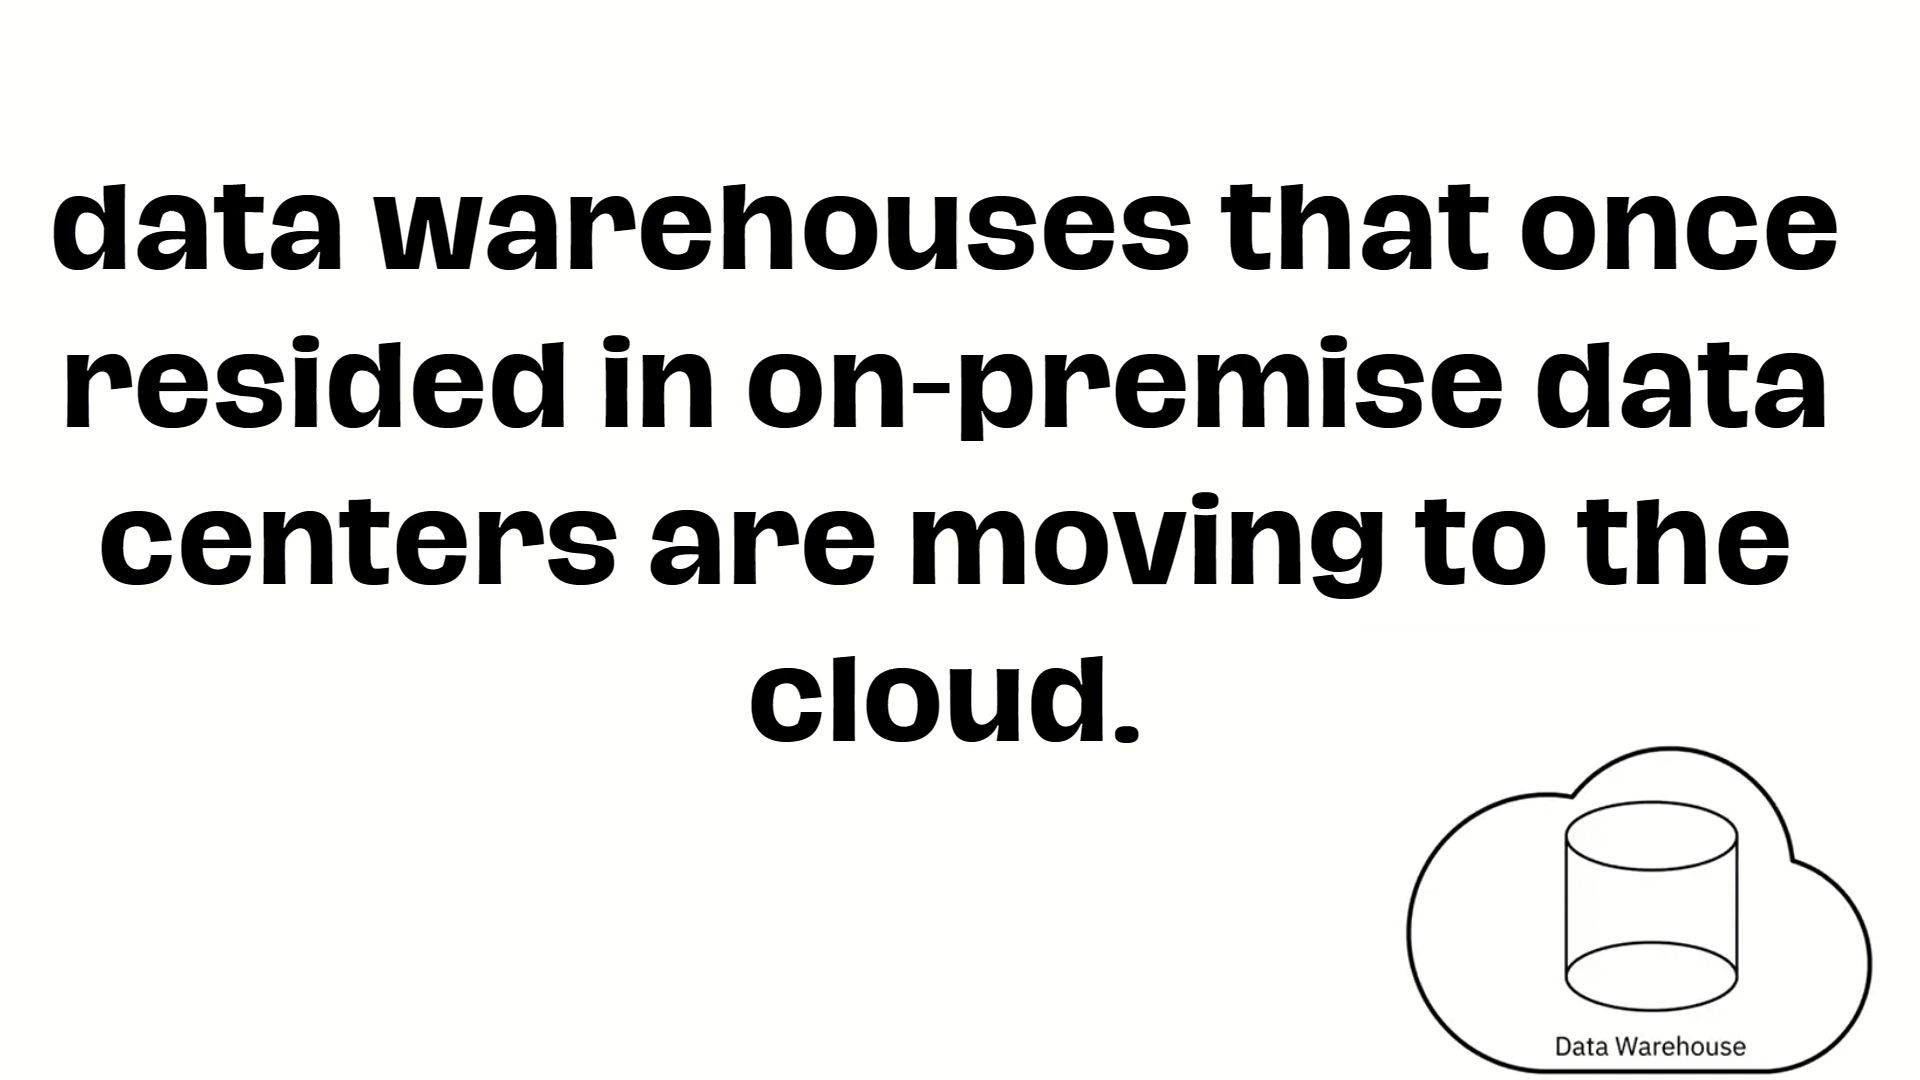 data warehouses that once
resided in on-premise data
centers are moving to the
cloud.
Data Warehouse